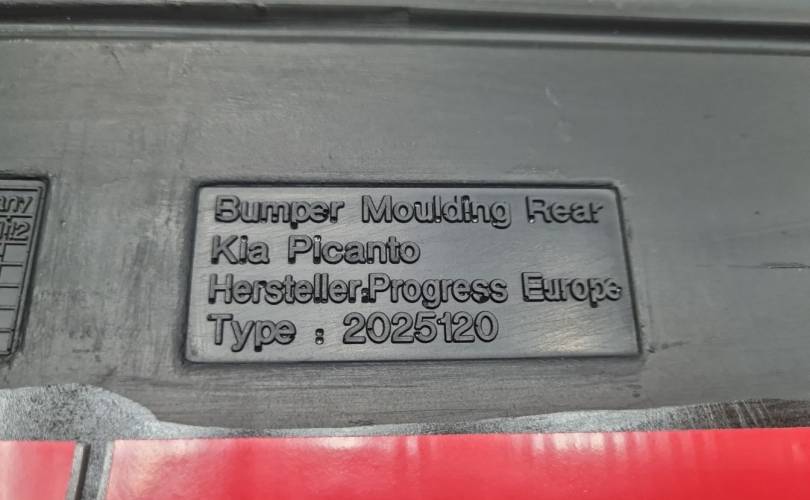 Bumper Moulding Rear
Kia Picanto
Hersteller:Progress Europe
Type : 2025120